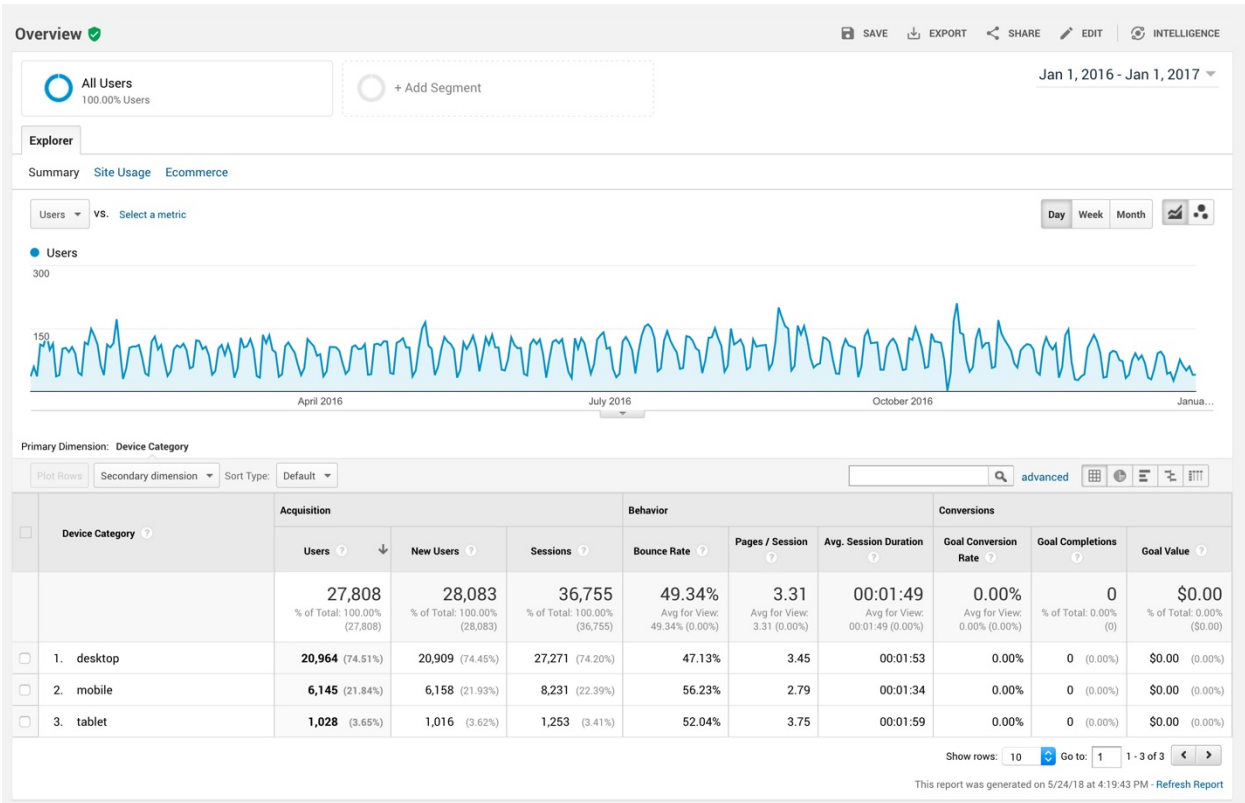 Overview
SAVE EXPORT SHARE EDIT INTELLIGENCE
All Users
100.00% Users
+ Add Segment
Jan 1, 2016 - Jan 1, 2017
Explorer
Summary Site Usage Ecommerce
Users VS. Select a metric
Day Week Month
Users
300
150
April 2016 July 2016 October 2016 Janua...
Primary Dimension: Device Category
Plot Rows Secondary dimension Sort Type: Default advanced
Acquisition Behavior Conversions
Device Category ? Users ? New Users ? Sessions ? Bounce Rate ? Pages / Session ? Avg. Session Duration ? Goal Conversion Rate ? Goal Completions ? Goal Value ?
27,808 28,083 36,755 49.34% 3.31 00:01:49 0.00% 0 $0.00
% of Total: 100.00% % of Total: 100.00% % of Total: 100.00% Avg for View: Avg for View: Avg for View: Avg for View: % of Total: 0.00% % of Total: 0.00%
(27,808) (28,083) (36,755) 49.34% (0.00%) 3.31 (0.00%) 00:01:49 (0.00%) 0.00% (0.00%) (0) ($0.00)
1. desktop 20,964 (74.51%) 20,909 (74.45%) 27,271 (74.20%) 47.13% 3.45 00:01:53 0.00% 0 (0.00%) $0.00 (0.00%)
2. mobile 6,145 (21.84%) 6,158 (21.93%) 8,231 (22.39%) 56.23% 2.79 00:01:34 0.00% 0 (0.00%) $0.00 (0.00%)
3. tablet 1,028 (3.65%) 1,016 (3.62%) 1,253 (3.41%) 52.04% 3.75 00:01:59 0.00% 0 (0.00%) $0.00 (0.00%)
Show rows: 10 Go to: 1 1 - 3 of 3
This report was generated on 5/24/18 at 4:19:43 PM - Refresh Report